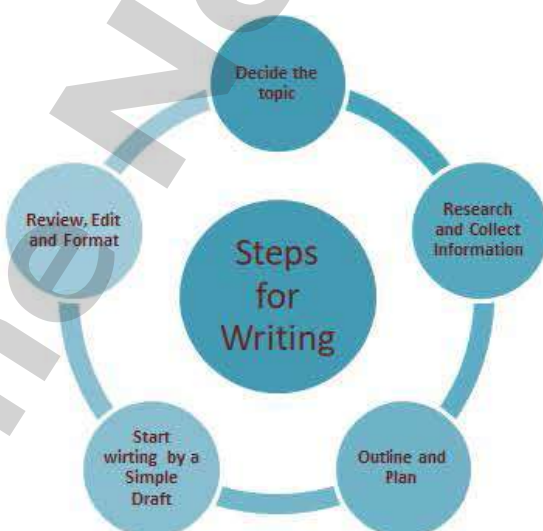 Decide the
topic
Research
and Collect
Information
Outline and
Plan
Start
wirting by a
Simple
Draft
Review, Edit
and Format
Steps
for
Writing